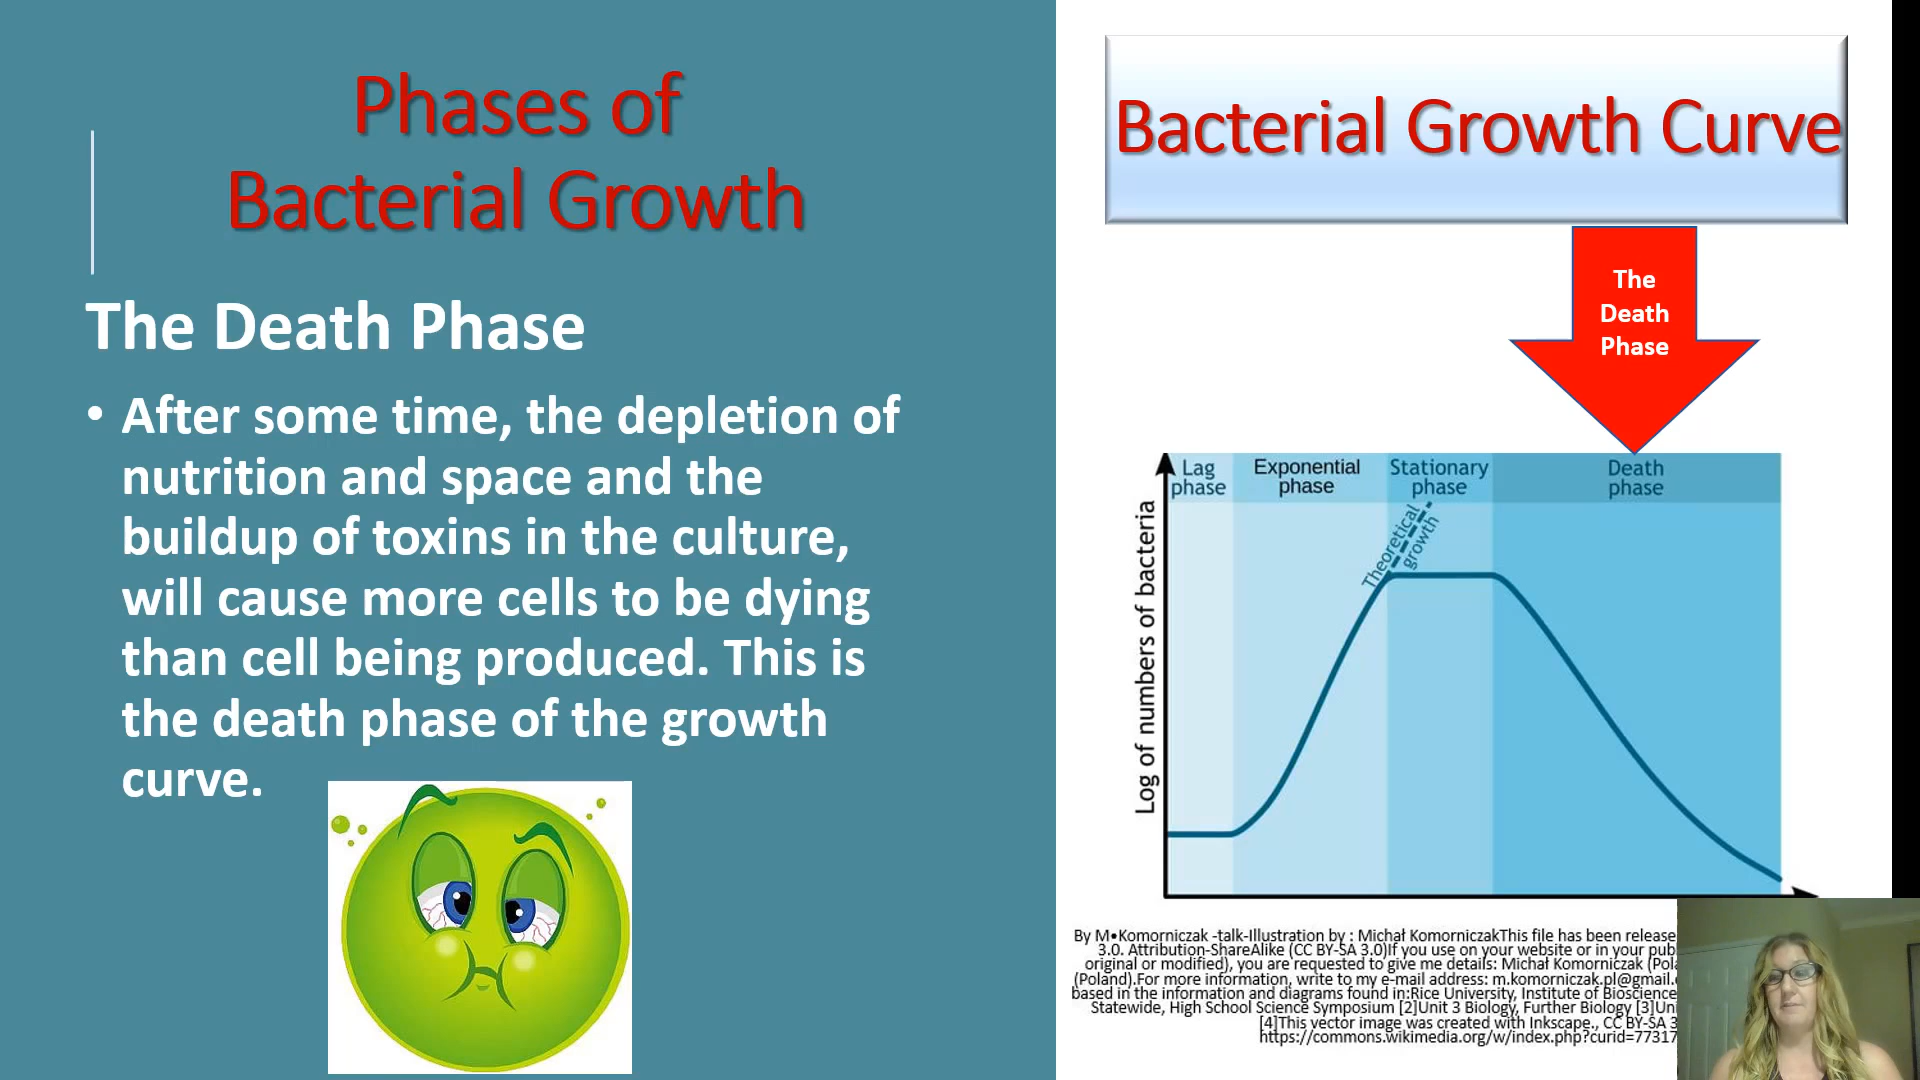 Phases of
Bacterial Growth
The Death Phase
• After some time, the depletion of
nutrition and space and the
buildup of toxins in the culture,
will cause more cells to be dying
than cell being produced. This is
the death phase of the growth
curve.
Bacterial Growth Curve
The
Death
Phase
Lag
phase
Exponential
phase
Stationary
phase
Death
phase
Theoretical
growth
Log of numbers of bacteria
By M•Komorniczak -talk-Illustration by : Michał KomorniczakThis file has been release
3.0. Attribution-ShareAlike (CC BY-SA 3.0)If you use on your website or in your pub
original or modified), you are requested to give me details: Michał Komorniczak (Pola
(Poland).For more information, write to my e-mail address: m.komorniczak.pl@gmail.
based in the information and diagrams found in:Rice University, Institute of Bioscience
Statewide, High School Science Symposium [2]Unit 3 Biology, Further Biology [3]Uni
[4]This vector image was created with Inkscape., CC BY-SA 3
https://commons.wikimedia.org/w/index.php?curid=77317